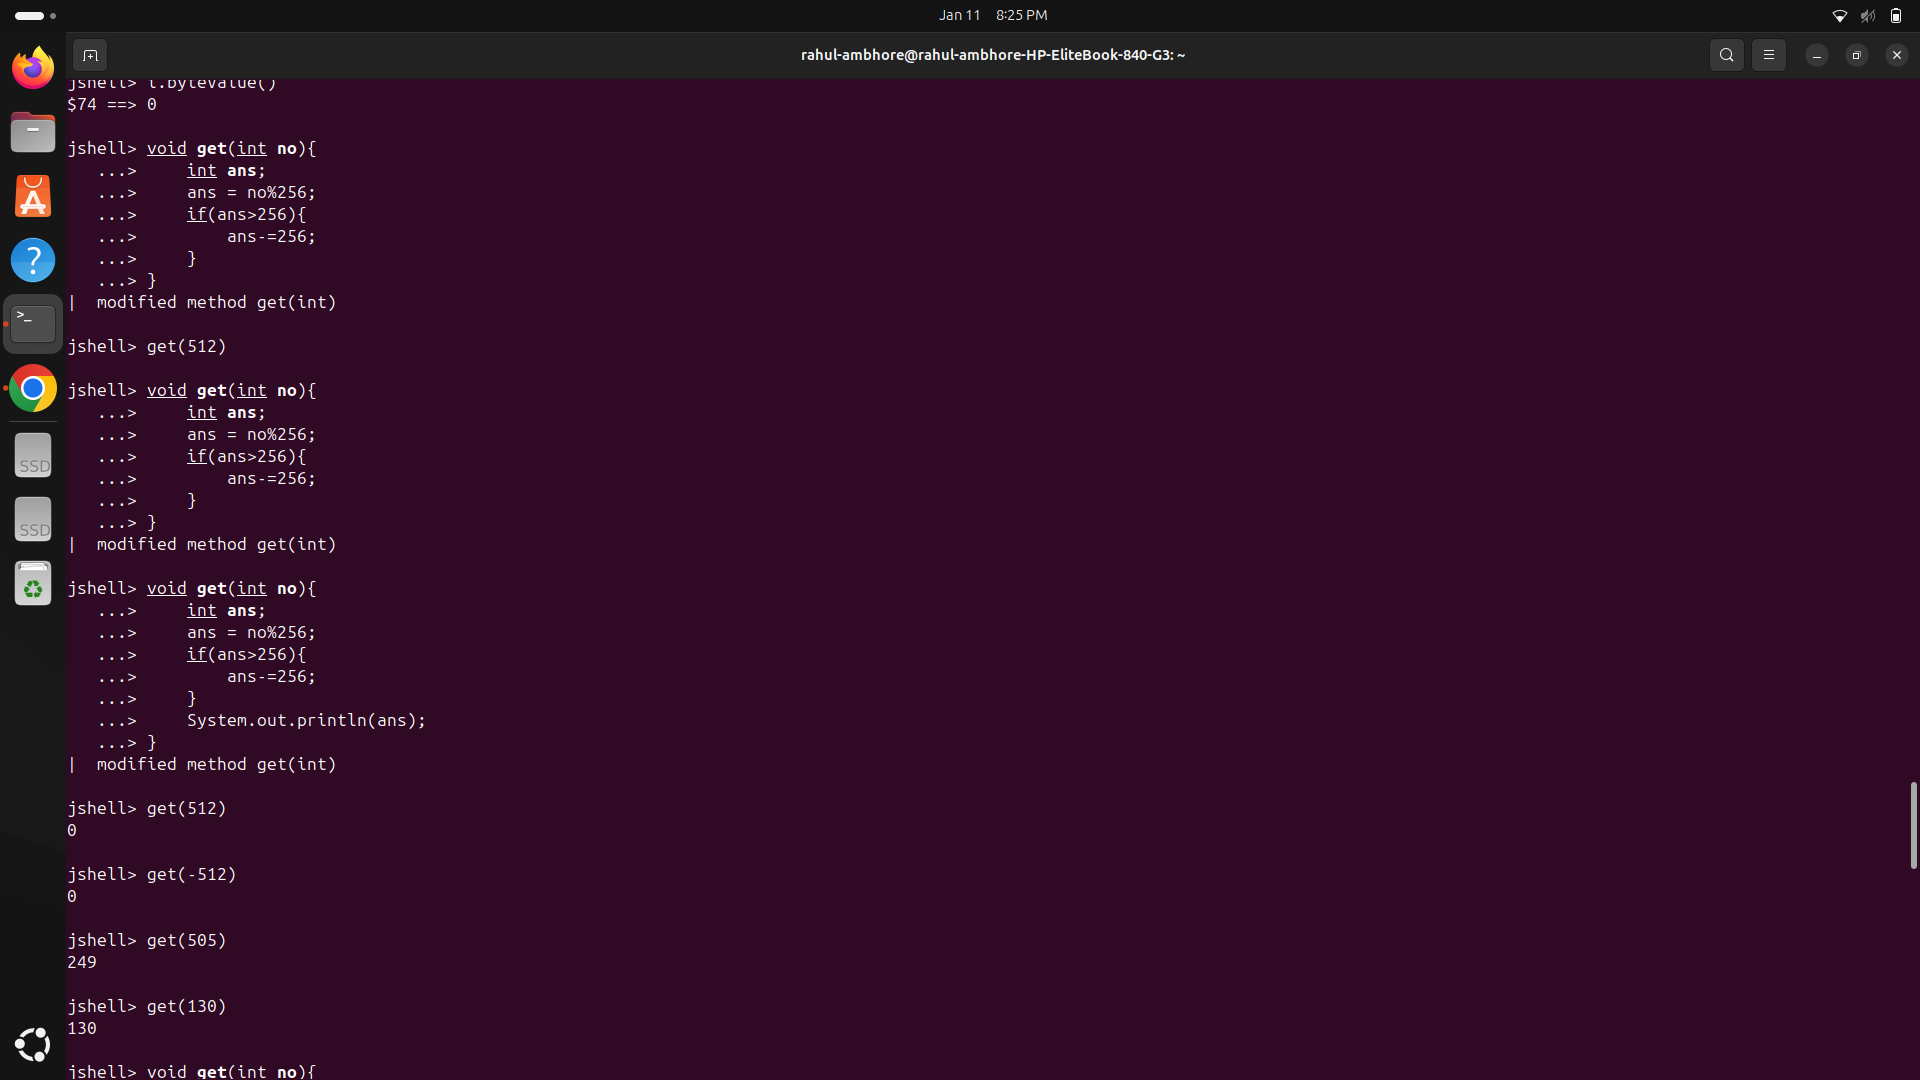 Jan 11 8:25 PM
rahul-ambhore@rahul-ambhore-HP-EliteBook-840-G3: ~
jshell> l.byteValue()
$74 ==> 0
jshell> void get(int no){
   ...>     int ans;
   ...>     ans = no%256;
   ...>     if(ans>256){
   ...>         ans-=256;
   ...>     }
   ...> }
|  modified method get(int)
jshell> get(512)
jshell> void get(int no){
   ...>     int ans;
   ...>     ans = no%256;
   ...>     if(ans>256){
   ...>         ans-=256;
   ...>     }
   ...> }
|  modified method get(int)
jshell> void get(int no){
   ...>     int ans;
   ...>     ans = no%256;
   ...>     if(ans>256){
   ...>         ans-=256;
   ...>     }
   ...>     System.out.println(ans);
   ...> }
|  modified method get(int)
jshell> get(512)
0
jshell> get(-512)
0
jshell> get(505)
249
jshell> get(130)
130
jshell> void get(int no){
SSD
SSD